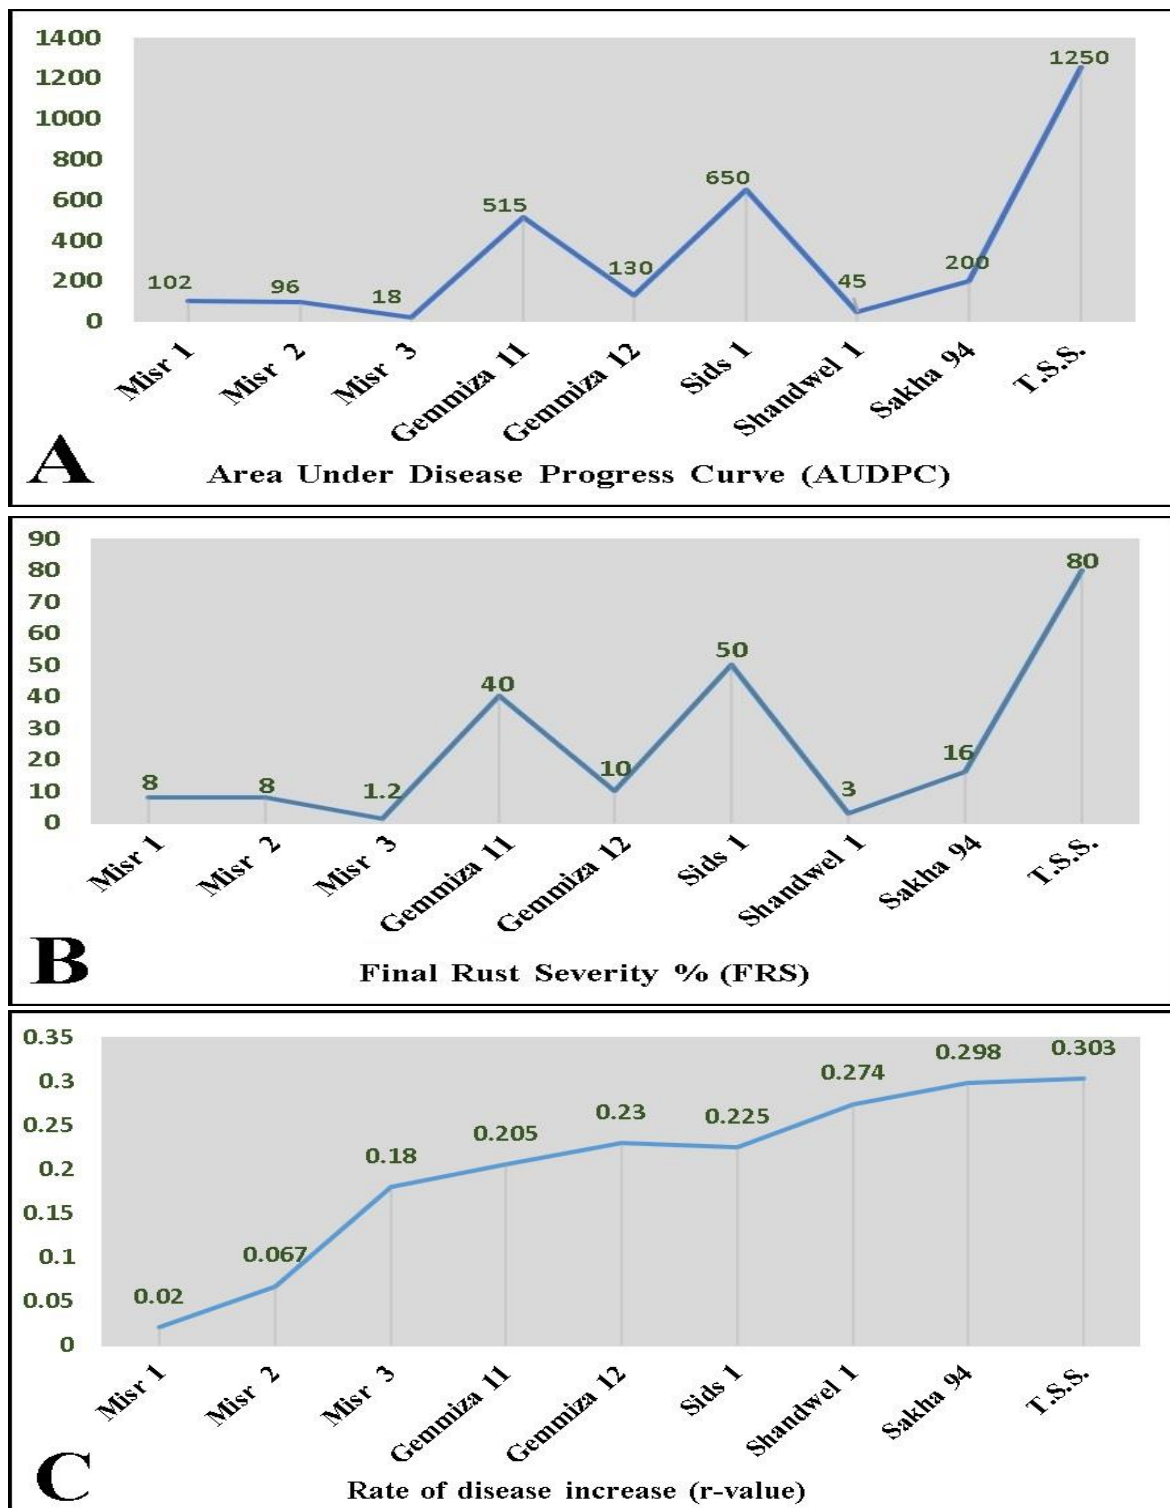 1400
1200
1000
800
600
400
200
0
102
96
18
515
130
650
45
200
1250
Misr 1
Misr 2
Misr 3
Gemmiza 11
Gemmiza 12
Sids 1
Shandwel 1
Sakha 94
T.S.S.
A
Area Under Disease Progress Curve (AUDPC)
90
80
70
60
50
40
30
20
10
0
8
8
1.2
40
10
50
3
16
80
Misr 1
Misr 2
Misr 3
Gemmiza 11
Gemmiza 12
Sids 1
Shandwel 1
Sakha 94
T.S.S.
B
Final Rust Severity % (FRS)
0.35
0.3
0.25
0.2
0.15
0.1
0.05
0
0.02
0.067
0.18
0.205
0.23
0.225
0.274
0.298
0.303
Misr 1
Misr 2
Misr 3
Gemmiza 11
Gemmiza 12
Sids 1
Shandwel 1
Sakha 94
T.S.S.
C
Rate of disease increase (r-value)